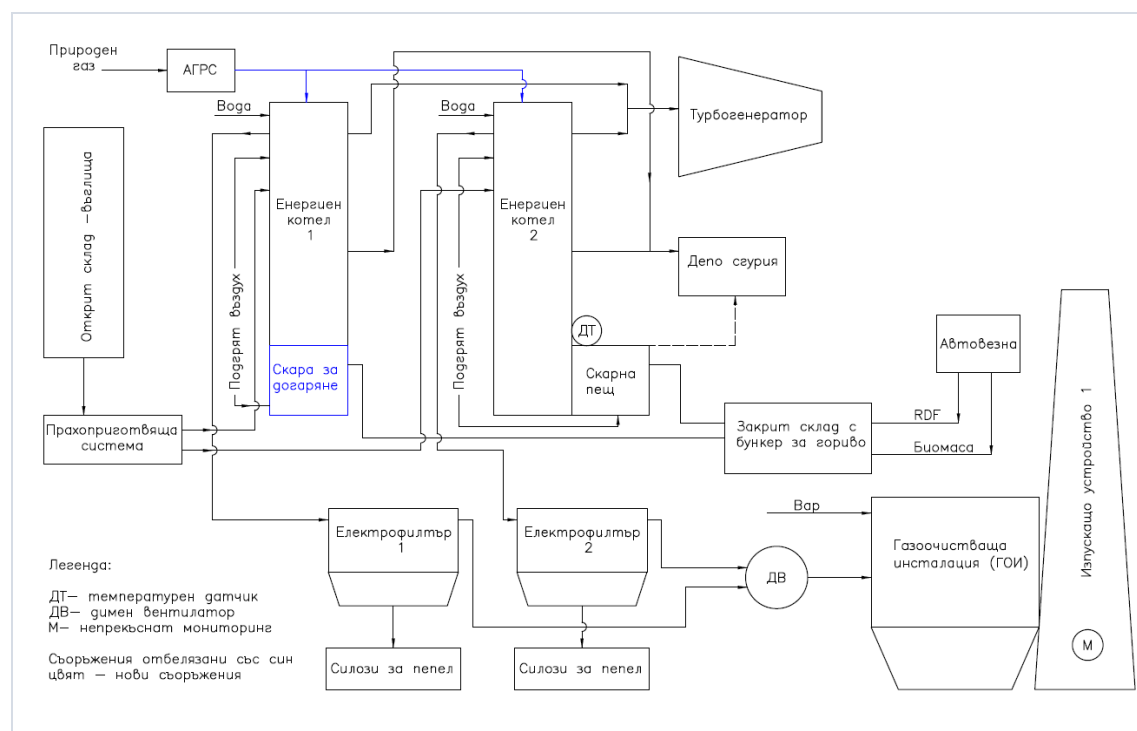 Природен
газ
АГРС
Вода
Вода
Турбогенератор
Открит склад –въглища
Енергиен
котел
1
Енергиен
котел
2
Подгрят въздух
Подгрят въздух
Депо сгурия
ДТ
Скара за
догаряне
Скарна
пещ
Автовезна
RDF
Биомаса
Закрит склад с
бункер за гориво
Прахоприготвяща
система
Изпускащо устройство 1
Вар
Електрофилтър
1
Електрофилтър
2
ДВ
Газоочистваща
инсталация (ГОИ)
М
Силози за пепел
Силози за пепел
Легенда:
ДТ– температурен датчик
ДВ– димен вентилатор
М– непрекъснат мониторинг
Съоръжения отбелязани със син
цвят – нови съоръжения